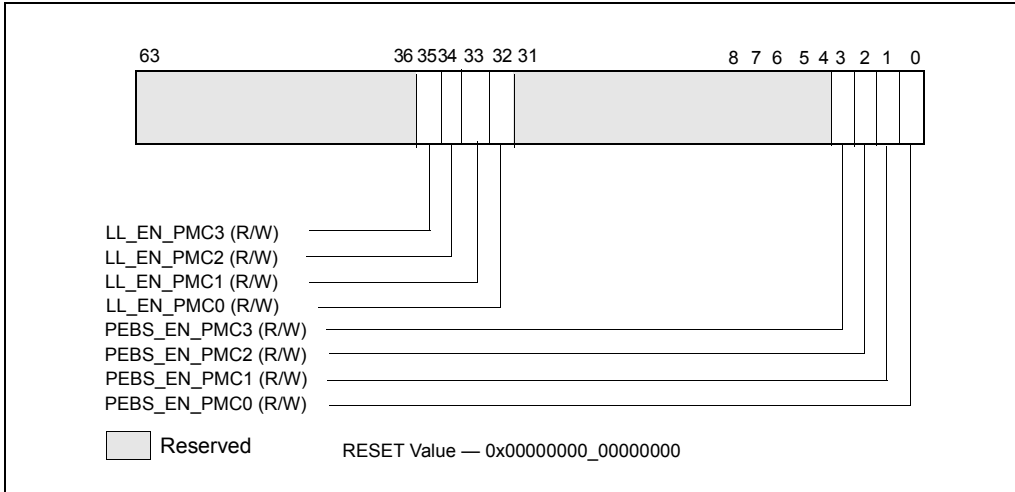 63 36 35 34 33 32 31 8 7 6 5 4 3 2 1 0
LL_EN_PMC3 (R/W)
LL_EN_PMC2 (R/W)
LL_EN_PMC1 (R/W)
LL_EN_PMC0 (R/W)
PEBS_EN_PMC3 (R/W)
PEBS_EN_PMC2 (R/W)
PEBS_EN_PMC1 (R/W)
PEBS_EN_PMC0 (R/W)
Reserved RESET Value — 0x00000000_00000000